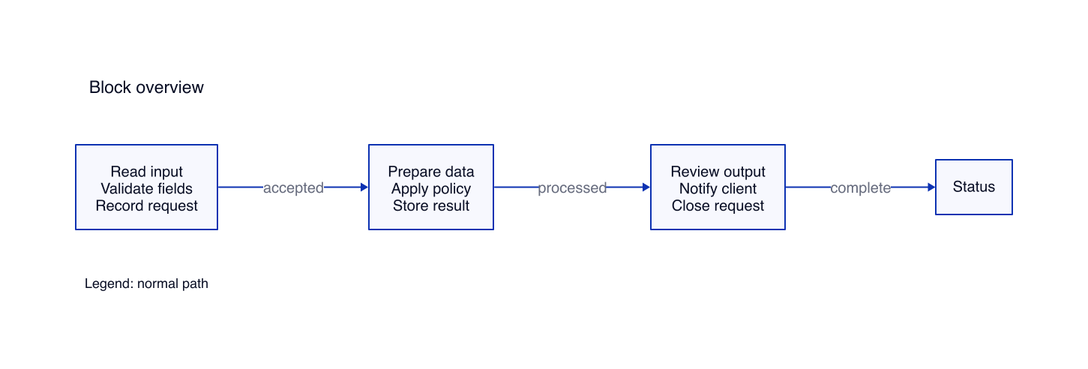 Block overview
Read input
Validate fields
Record request
accepted
Prepare data
Apply policy
Store result
processed
Review output
Notify client
Close request
complete
Status
Legend: normal path